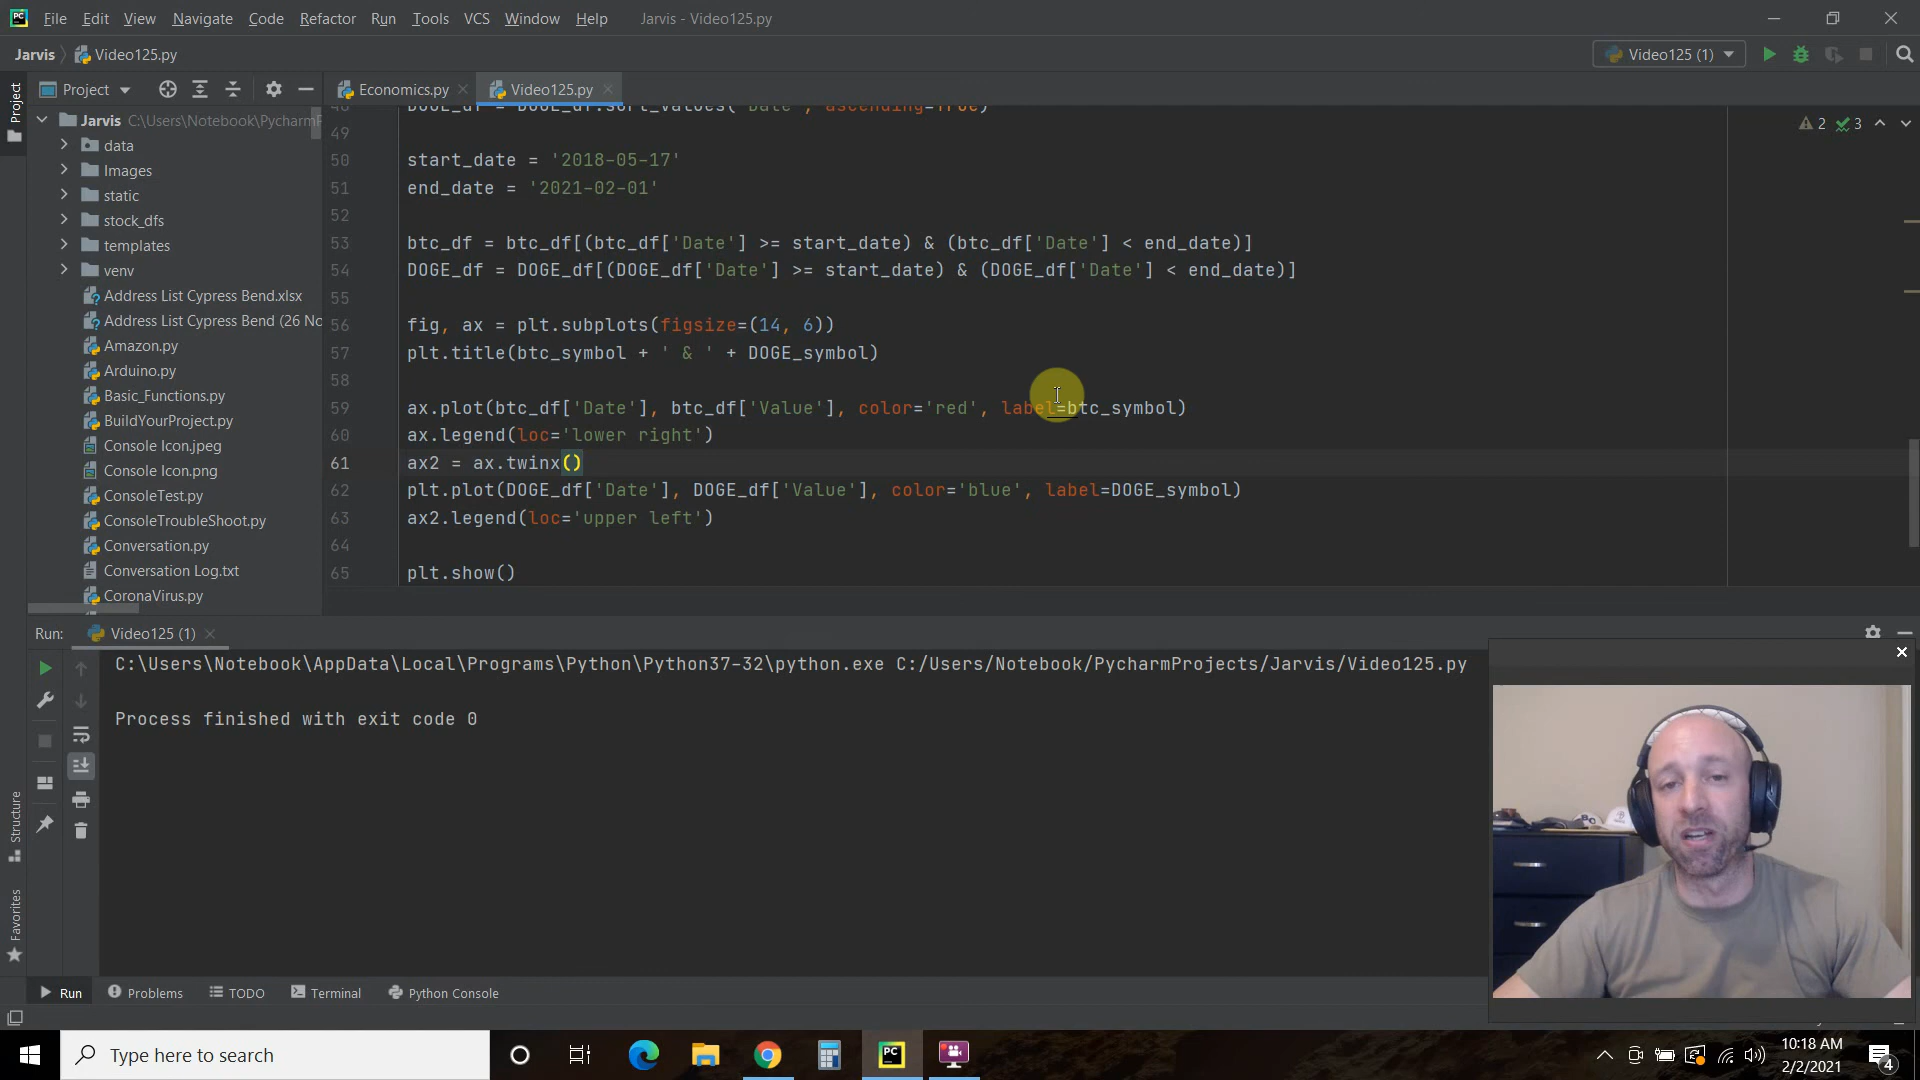 File Edit View Navigate Code Refactor Run Tools VCS Window Help Jarvis - Video125.py
Jarvis Video125.py Video125 (1)
Project Economics.py Video125.py
Project
Jarvis C:\Users\Notebook\Pycharm
data
Images
static
stock_dfs
templates
venv
Address List Cypress Bend.xlsx
Address List Cypress Bend (26 No
Amazon.py
Arduino.py
Basic_Functions.py
BuildYourProject.py
Console Icon.jpeg
Console Icon.png
ConsoleTest.py
ConsoleTroubleShoot.py
Conversation.py
Conversation Log.txt
CoronaVirus.py
2 3
48 DOGE_df = DOGE_df.sort_values('Date', ascending=True)
49
50 start_date = '2018-05-17'
51 end_date = '2021-02-01'
52
53 btc_df = btc_df[(btc_df['Date'] >= start_date) & (btc_df['Date'] < end_date)]
54 DOGE_df = DOGE_df[(DOGE_df['Date'] >= start_date) & (DOGE_df['Date'] < end_date)]
55
56 fig, ax = plt.subplots(figsize=(14, 6))
57 plt.title(btc_symbol + ' & ' + DOGE_symbol)
58
59 ax.plot(btc_df['Date'], btc_df['Value'], color='red', label=btc_symbol)
60 ax.legend(loc='lower right')
61 ax2 = ax.twinx()
62 plt.plot(DOGE_df['Date'], DOGE_df['Value'], color='blue', label=DOGE_symbol)
63 ax2.legend(loc='upper left')
64
65 plt.show()
Run: Video125 (1)
C:\Users\Notebook\AppData\Local\Programs\Python\Python37-32\python.exe C:/Users/Notebook/PycharmProjects/Jarvis/Video125.py
Process finished with exit code 0
Structure
Favorites
Run Problems TODO Terminal Python Console
Type here to search
PC
10:18 AM
2/2/2021
4